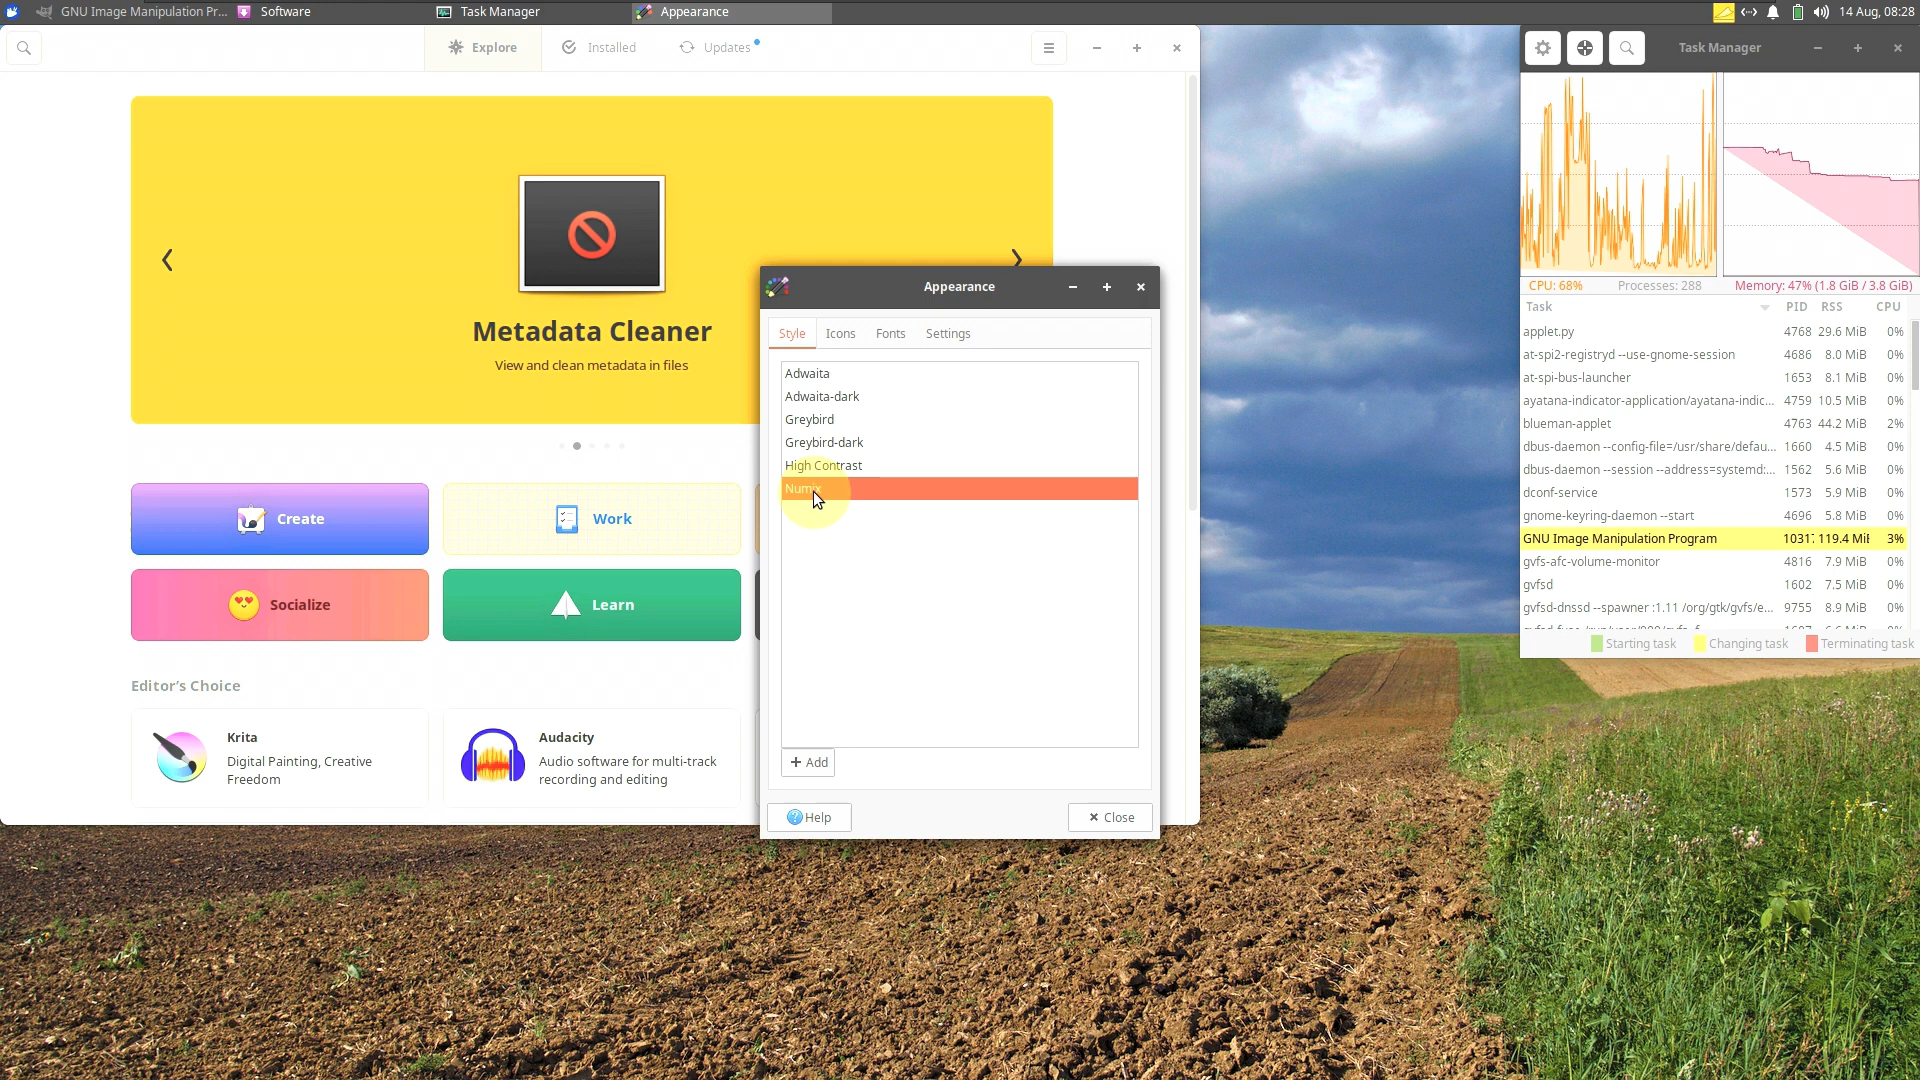 GNU Image Manipulation Pr...
Software
Task Manager
Appearance
14 Aug, 08:28
Explore
Installed
Updates
Metadata Cleaner
View and clean metadata in files
Create
Work
Socialize
Learn
Editor's Choice
Krita
Digital Painting, Creative
Freedom
Audacity
Audio software for multi-track
recording and editing
Appearance
Style
Icons
Fonts
Settings
Adwaita
Adwaita-dark
Greybird
Greybird-dark
High Contrast
Numix
Add
Help
Close
Task Manager
CPU: 68%
Processes: 288
Memory: 47% (1.8 GiB / 3.8 GiB)
Task PID RSS CPU
applet.py 4768 29.6 MiB 0%
at-spi2-registryd --use-gnome-session 4686 8.0 MiB 0%
at-spi-bus-launcher 1653 8.1 MiB 0%
ayatana-indicator-application/ayatana-indic... 4759 10.5 MiB 0%
blueman-applet 4763 44.2 MiB 2%
dbus-daemon --config-file=/usr/share/defau... 1660 4.5 MiB 0%
dbus-daemon --session --address=systemd:... 1562 5.6 MiB 0%
dconf-service 1573 5.9 MiB 0%
gnome-keyring-daemon --start 4696 5.8 MiB 0%
GNU Image Manipulation Program 10317 119.4 MiB 3%
gvfs-afc-volume-monitor 4816 7.9 MiB 0%
gvfsd 1602 7.5 MiB 0%
gvfsd-dnssd --spawner :1.11 /org/gtk/gvfs/e... 9755 8.9 MiB 0%
Starting task
Changing task
Terminating task